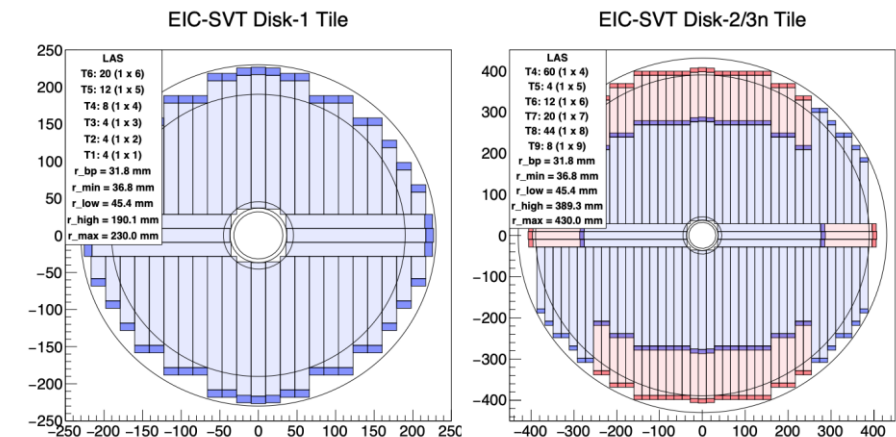 EIC-SVT Disk-1 Tile
LAS
T6: 20 (1 x 6)
T5: 12 (1 x 5)
T4: 8 (1 x 4)
T3: 4 (1 x 3)
T2: 4 (1 x 2)
T1: 4 (1 x 1)
r_bp = 31.8 mm
r_min = 36.8 mm
r_low = 45.4 mm
r_high = 190.1 mm
r_max = 230.0 mm
250
200
150
100
50
0
−50
−100
−150
−200
−250
−250 −200 −150 −100 −50 0 50 100 150 200 250
EIC-SVT Disk-2/3n Tile
LAS
T4: 60 (1 x 4)
T5: 4 (1 x 5)
T6: 12 (1 x 6)
T7: 20 (1 x 7)
T8: 44 (1 x 8)
T9: 8 (1 x 9)
r_bp = 31.8 mm
r_min = 36.8 mm
r_low = 45.4 mm
r_high = 389.3 mm
r_max = 430.0 mm
400
300
200
100
0
−100
−200
−300
−400
−400 −300 −200 −100 0 100 200 300 400